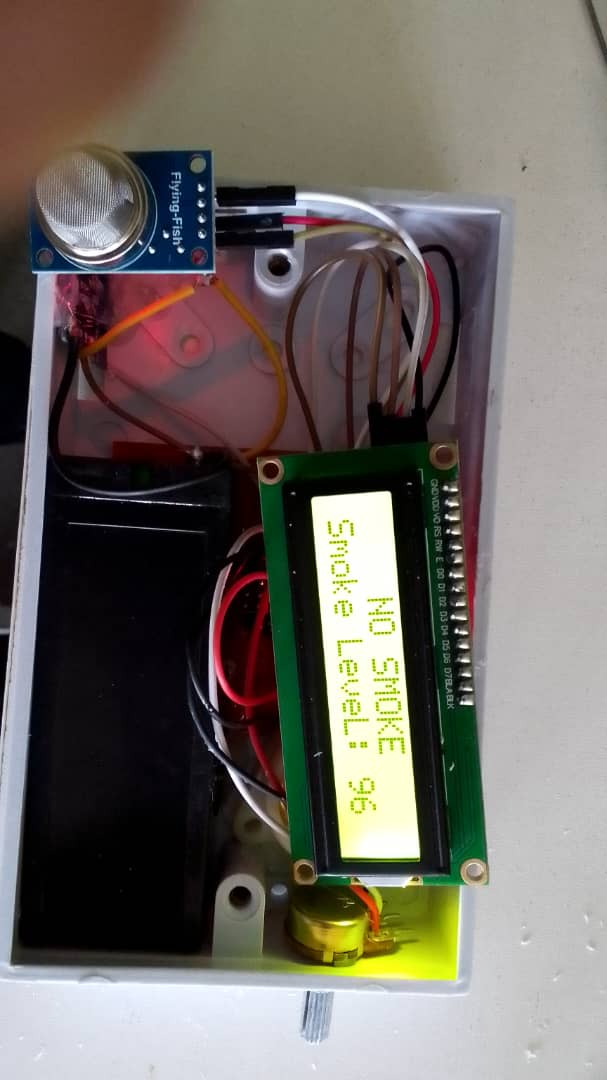 Flying-Fish
GND VDD VO RS RW E D0 D1 D2 D3 D4 D5 D6 D7 BLA BLK
NO SMOKE
Smoke Level: 96